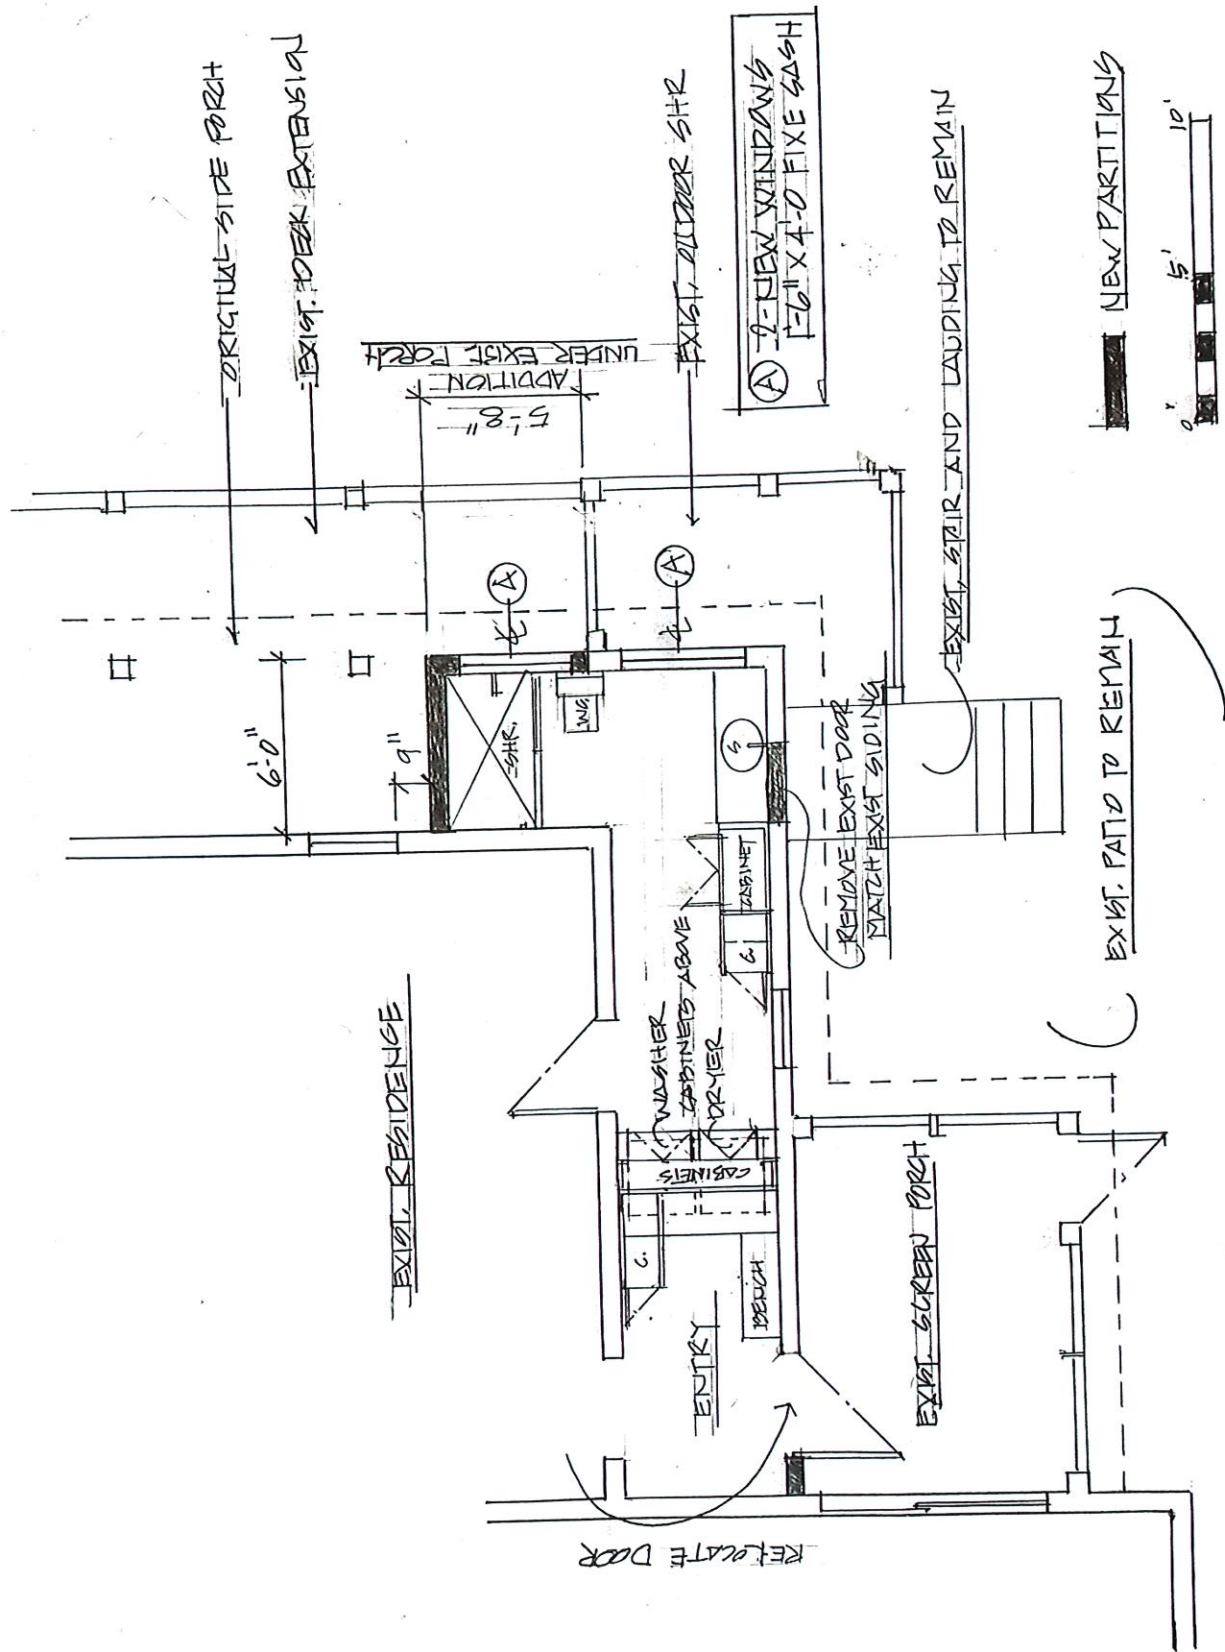 ORIGINAL SIDE PORCH
EXIST. DECK EXTENSION
5'-8"
ADDITION
UNDER EXIST. PORCH
EXIST. OUTDOOR SHR
A 2-NEW WINDOWS
1'-6" X 4'-0 FIXE SASH
EXIST. STAIR AND LANDING TO REMAIN
NEW PARTITIONS
0 5' 10'
6'-0"
9"
A
A
SHR.
WC
S
REMOVE EXIST DOOR
MATCH EXIST SIDING
EXIST. PATIO TO REMAIN
EXIST. RESIDENCE
WASHER
CABINETS ABOVE
DRYER
CABINET
C.
CABINETS
C.
BENCH
ENTRY
EXIST. SCREEN PORCH
RELOCATE DOOR